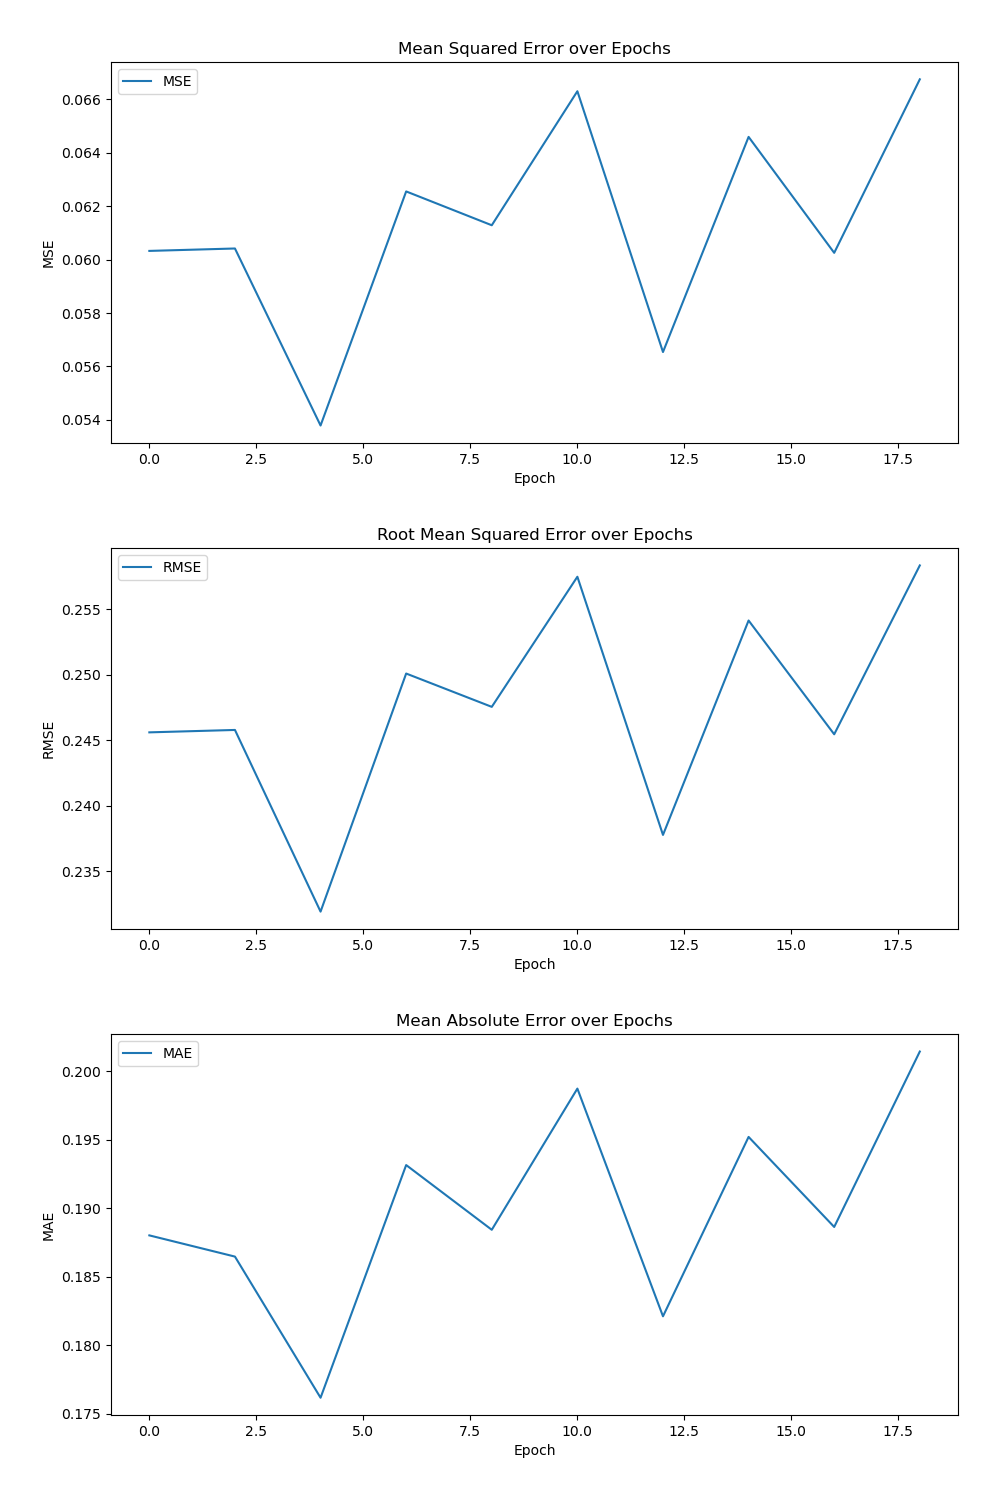 Mean Squared Error over Epochs
MSE
0.066
0.064
0.062
0.060
0.058
0.056
0.054
MSE
0.0 2.5 5.0 7.5 10.0 12.5 15.0 17.5
Epoch
Root Mean Squared Error over Epochs
RMSE
0.255
0.250
0.245
0.240
0.235
RMSE
0.0 2.5 5.0 7.5 10.0 12.5 15.0 17.5
Epoch
Mean Absolute Error over Epochs
MAE
0.200
0.195
0.190
0.185
0.180
0.175
MAE
0.0 2.5 5.0 7.5 10.0 12.5 15.0 17.5
Epoch